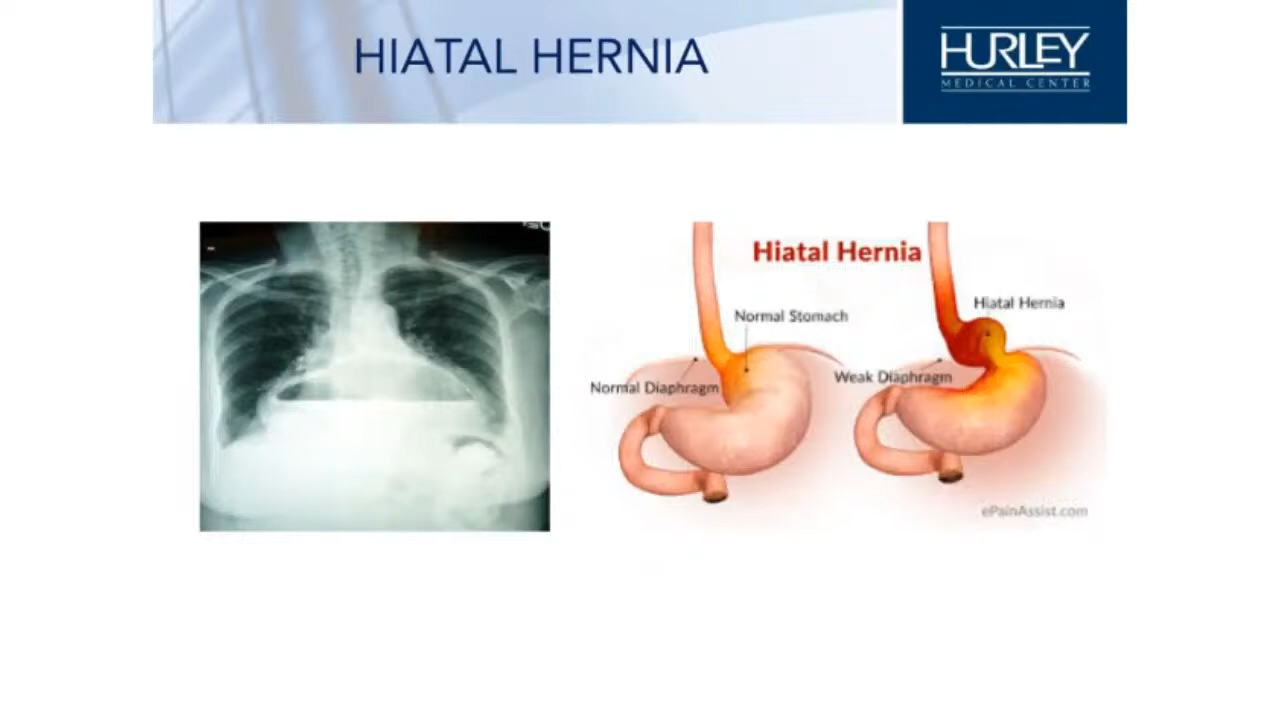 HIATAL HERNIA
HURLEY
MEDICAL CENTER
Hiatal Hernia
Normal Stomach
Normal Diaphragm
Hiatal Hernia
Weak Diaphragm
ePainAssist.com